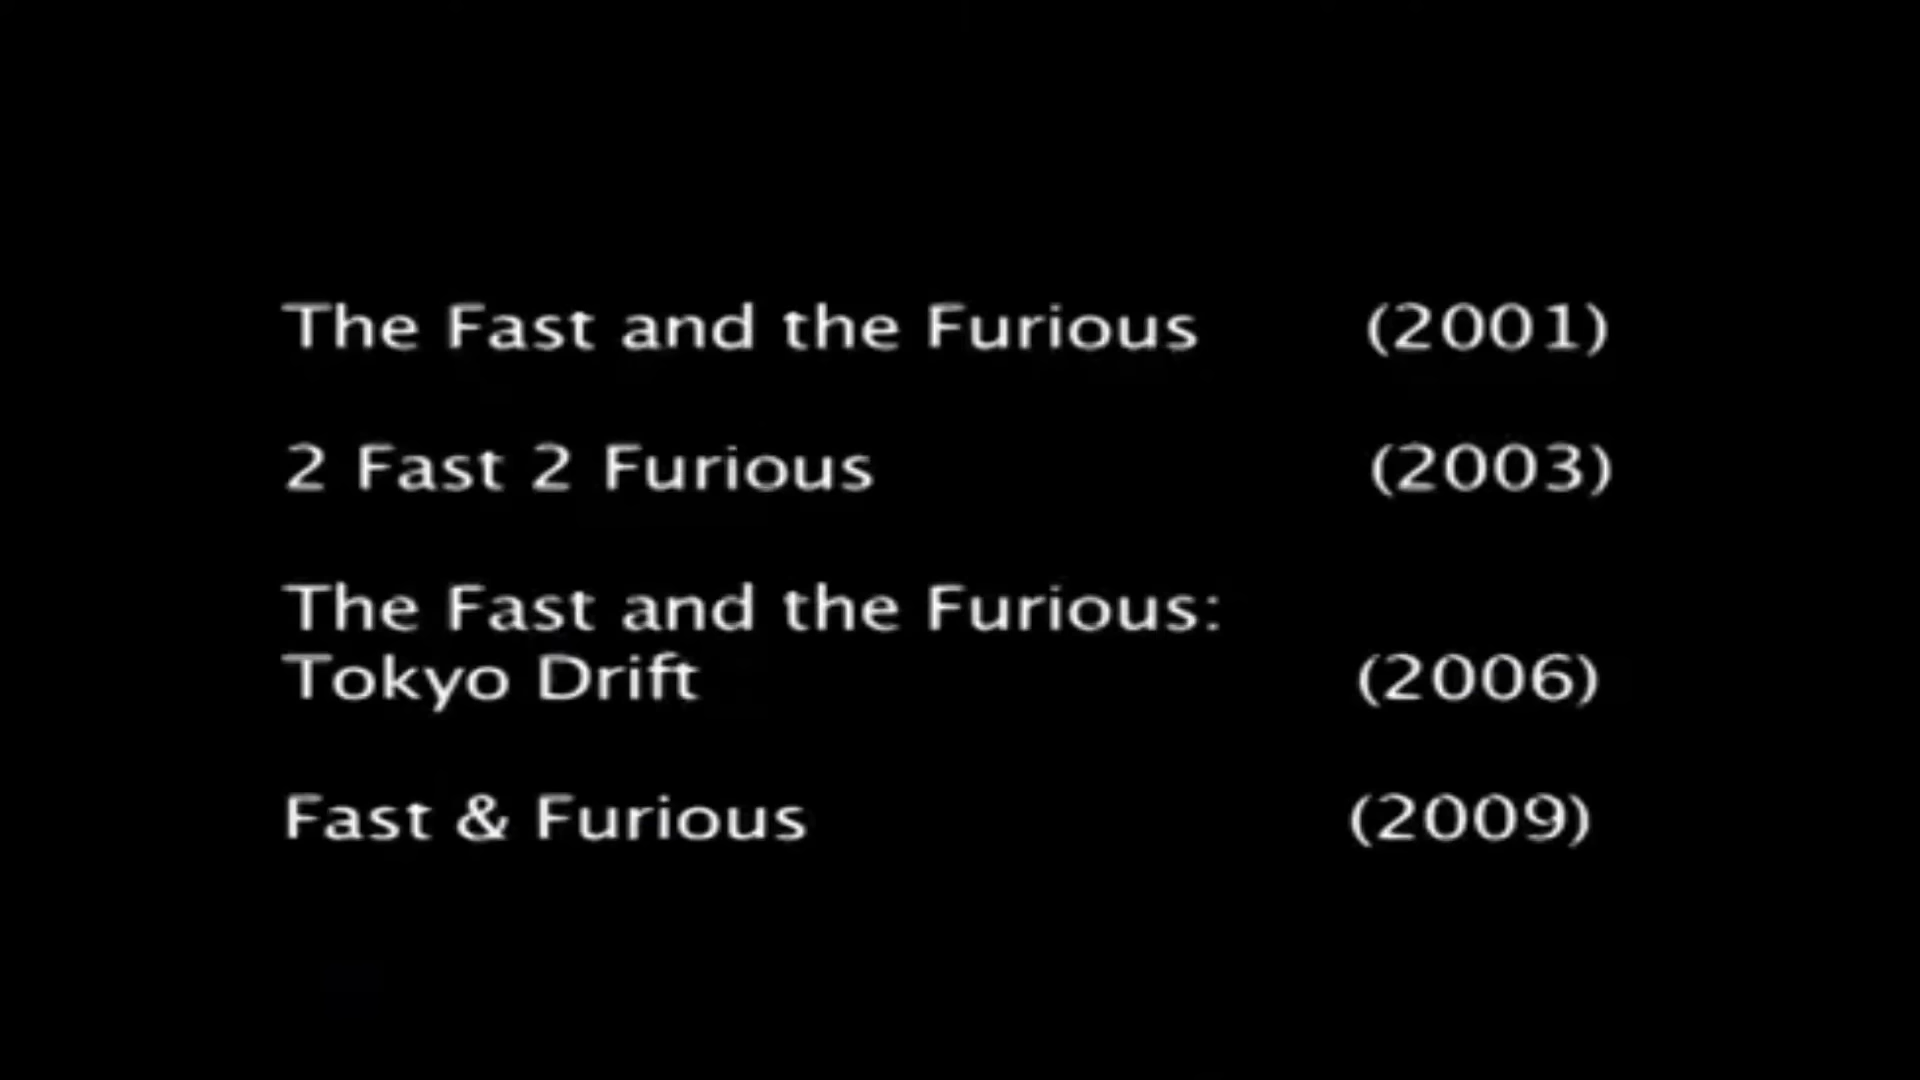 The Fast and the Furious (2001)
2 Fast 2 Furious (2003)
The Fast and the Furious:
Tokyo Drift (2006)
Fast & Furious (2009)